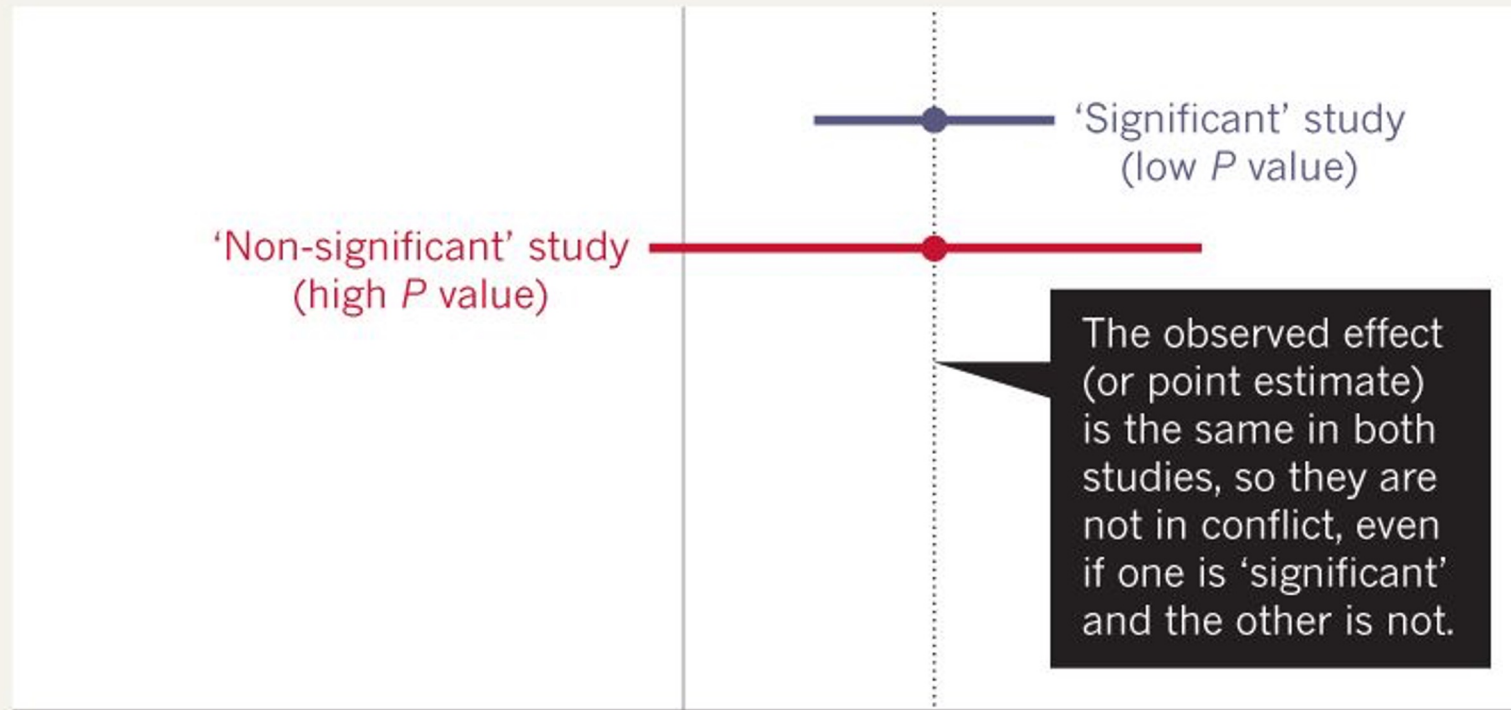 ‘Significant’ study
(low P value)
‘Non-significant’ study
(high P value)
The observed effect
(or point estimate)
is the same in both
studies, so they are
not in conflict, even
if one is ‘significant’
and the other is not.